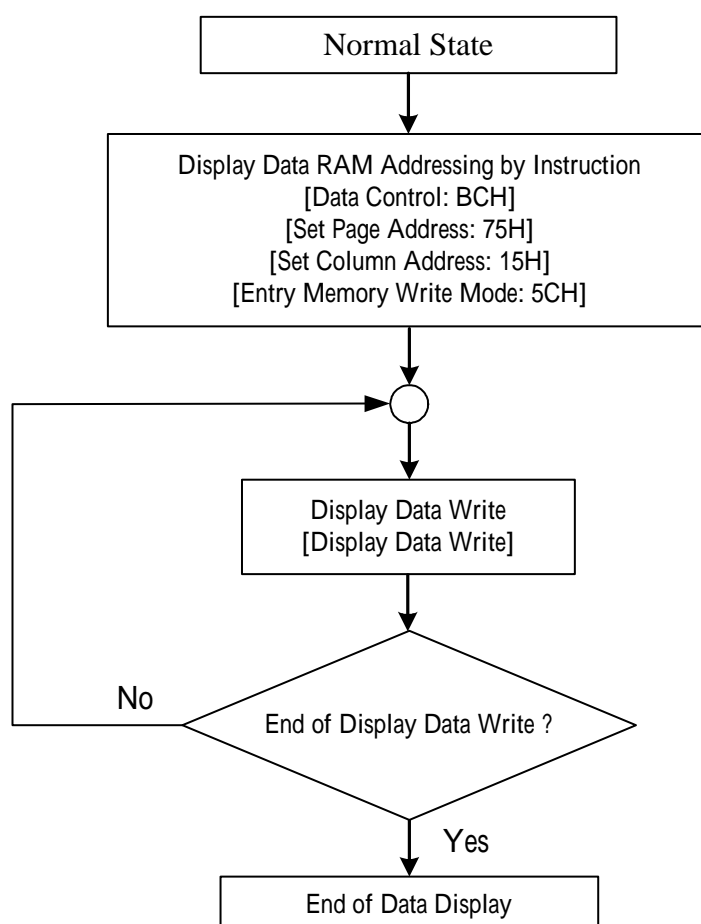 Normal State
Display Data RAM Addressing by Instruction
[Data Control: BCH]
[Set Page Address: 75H]
[Set Column Address: 15H]
[Entry Memory Write Mode: 5CH]
Display Data Write
[Display Data Write]
No
End of Display Data Write ?
Yes
End of Data Display